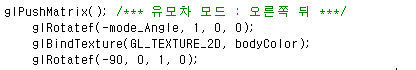 glPushMatrix(); /*** 유모차 모드 : 오른쪽 뒤 ***/
glRotatef(-mode_Angle, 1, 0, 0);
glBindTexture(GL_TEXTURE_2D, bodyColor);
glRotatef(-90, 0, 1, 0);